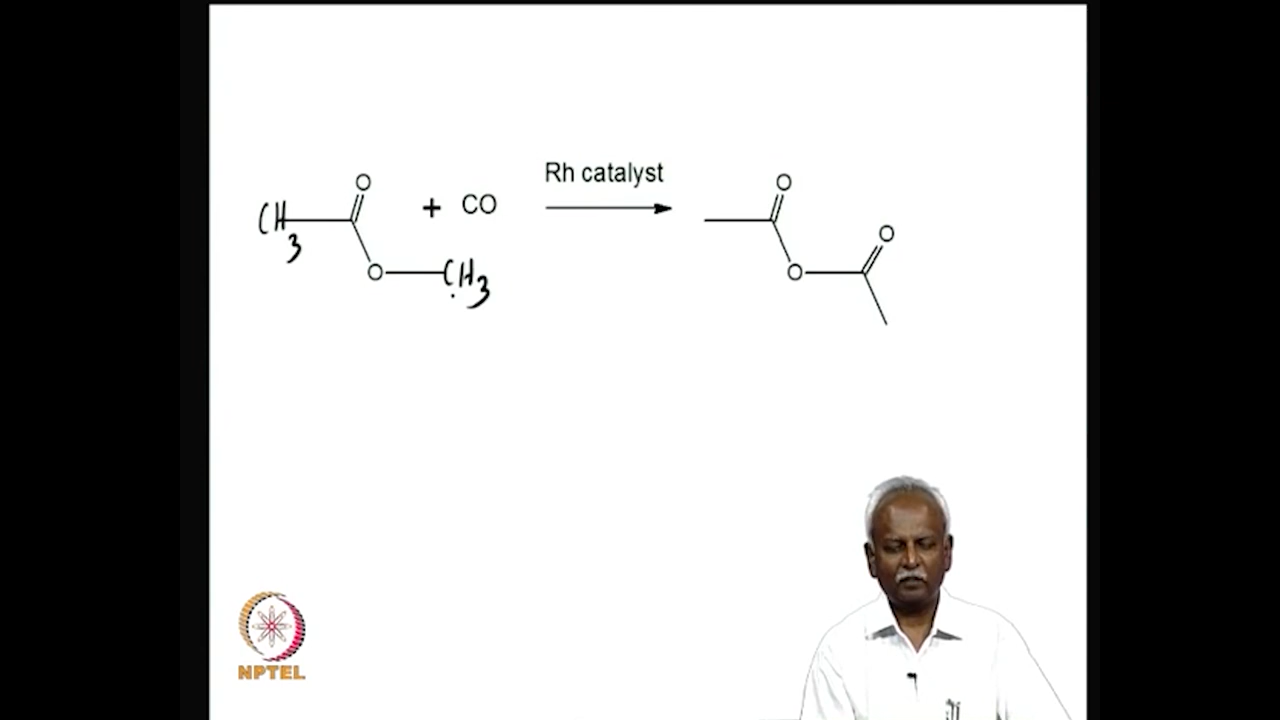 Rh catalyst
O
O
CH3
+ CO
O
O
CH3
O
NPTEL